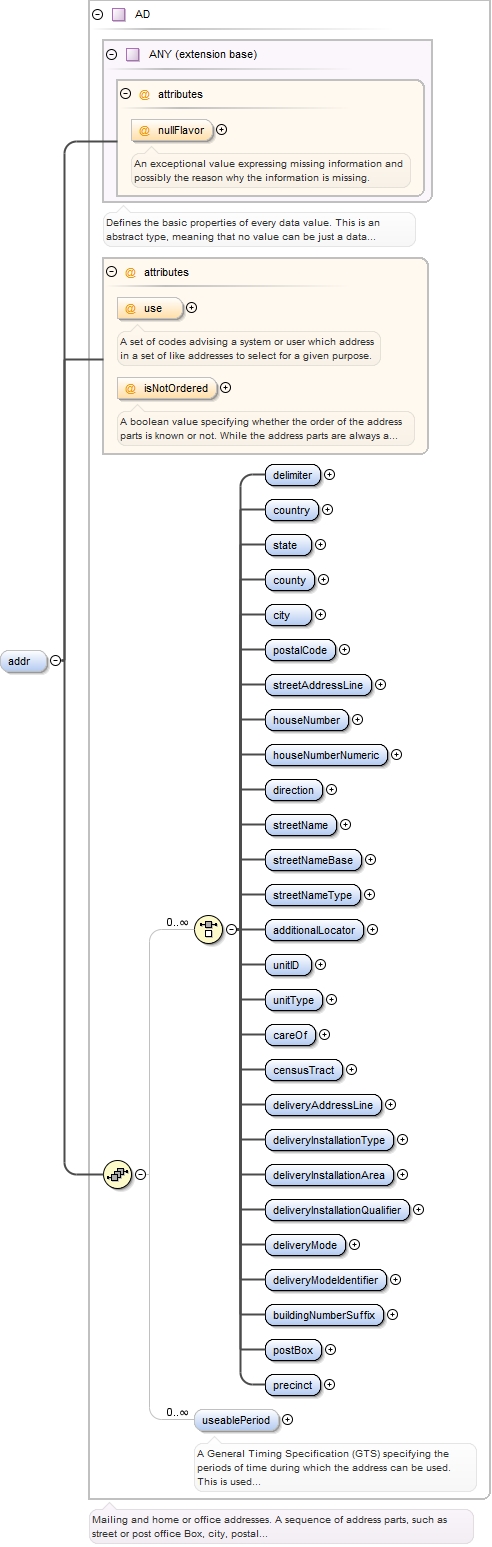 AD
ANY (extension base)
@ attributes
@ nullFlavor
An exceptional value expressing missing information and
possibly the reason why the information is missing.
Defines the basic properties of every data value. This is an
abstract type, meaning that no value can be just a data...
@ attributes
@ use
A set of codes advising a system or user which address
in a set of like addresses to select for a given purpose.
@ isNotOrdered
A boolean value specifying whether the order of the address
parts is known or not. While the address parts are always a...
addr
0..∞
delimiter
country
state
county
city
postalCode
streetAddressLine
houseNumber
houseNumberNumeric
direction
streetName
streetNameBase
streetNameType
additionalLocator
unitID
unitType
careOf
censusTract
deliveryAddressLine
deliveryInstallationType
deliveryInstallationArea
deliveryInstallationQualifier
deliveryMode
deliveryModeIdentifier
buildingNumberSuffix
postBox
precinct
0..∞
useablePeriod
A General Timing Specification (GTS) specifying the
periods of time during which the address can be used.
This is used...
Mailing and home or office addresses. A sequence of address parts, such as
street or post office Box, city, postal...